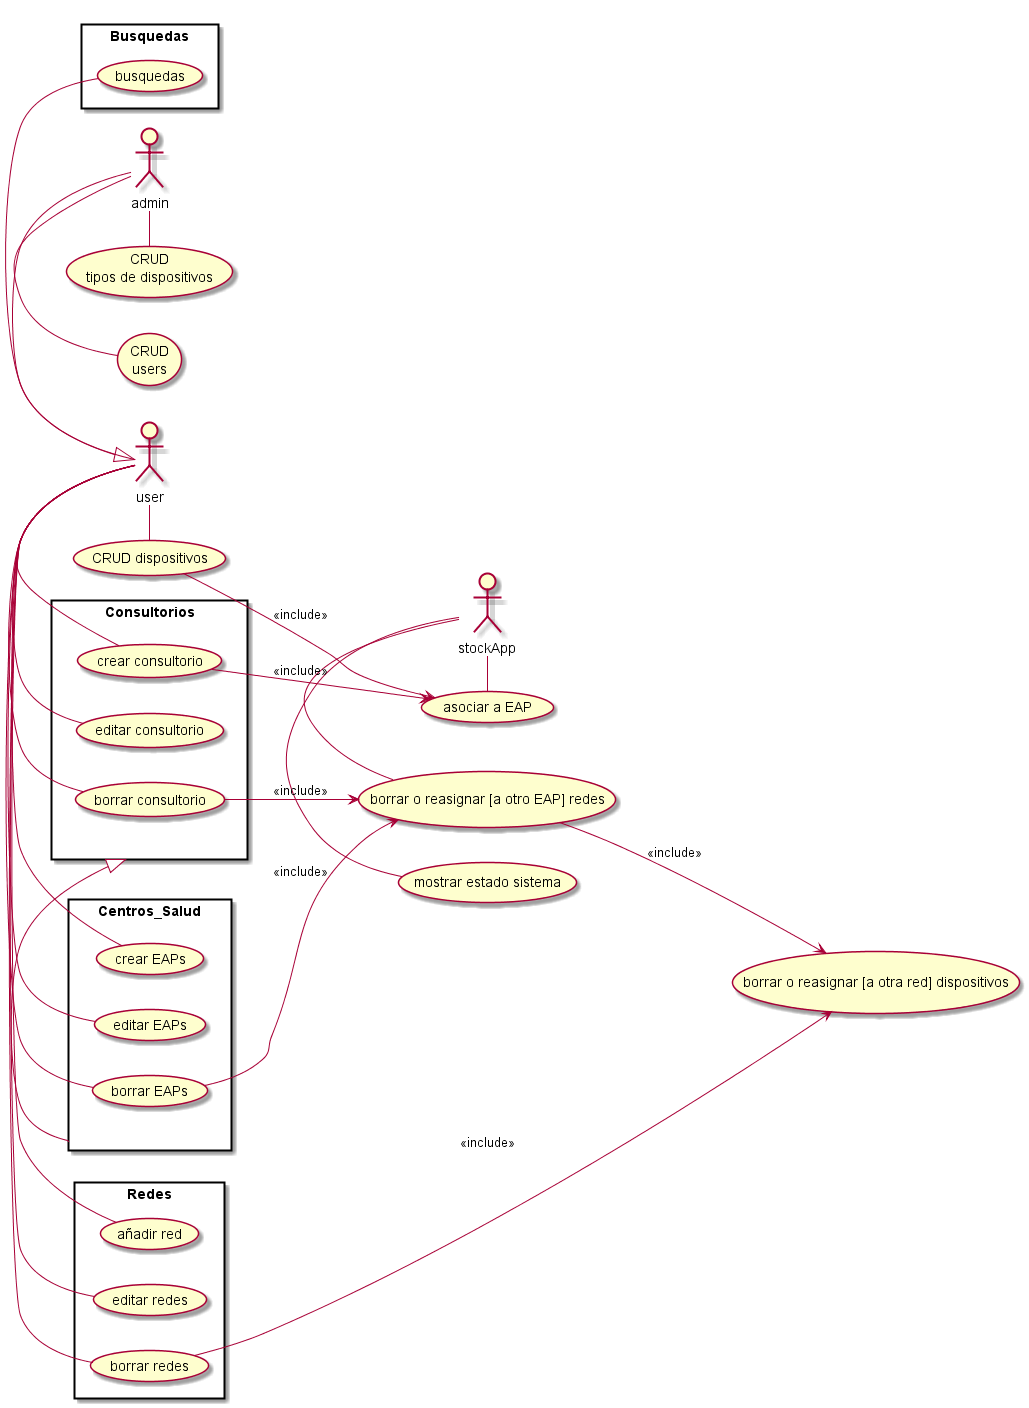 Busquedas
busquedas
admin
CRUD
tipos de dispositivos
CRUD
users
user
CRUD dispositivos
Consultorios
crear consultorio
editar consultorio
borrar consultorio
«include»
«include»
«include»
«include»
stockApp
asociar a EAP
borrar o reasignar [a otro EAP] redes
mostrar estado sistema
«include»
Centros_Salud
crear EAPs
editar EAPs
borrar EAPs
borrar o reasignar [a otra red] dispositivos
«include»
Redes
añadir red
editar redes
borrar redes